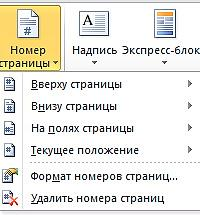 Номер страницы
Надпись
Экспресс-блок
Вверху страницы
Внизу страницы
На полях страницы
Текущее положение
Формат номеров страниц...
Удалить номера страниц